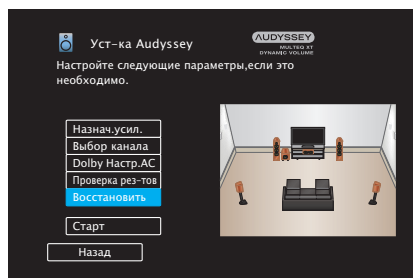 Уст-ка Audyssey
AUDYSSEY
MULTEQ XT
DYNAMIC VOLUME
Настройте следующие параметры,если это
необходимо.
Назнач.усил.
Выбор канала
Dolby Настр.АС
Проверка рез-тов
Восстановить
Старт
Назад